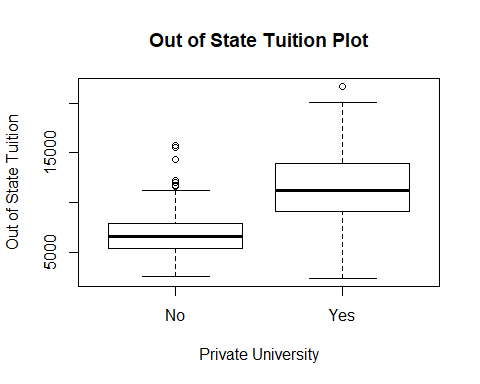 Out of State Tuition Plot
Out of State Tuition
15000
5000
No
Yes
Private University